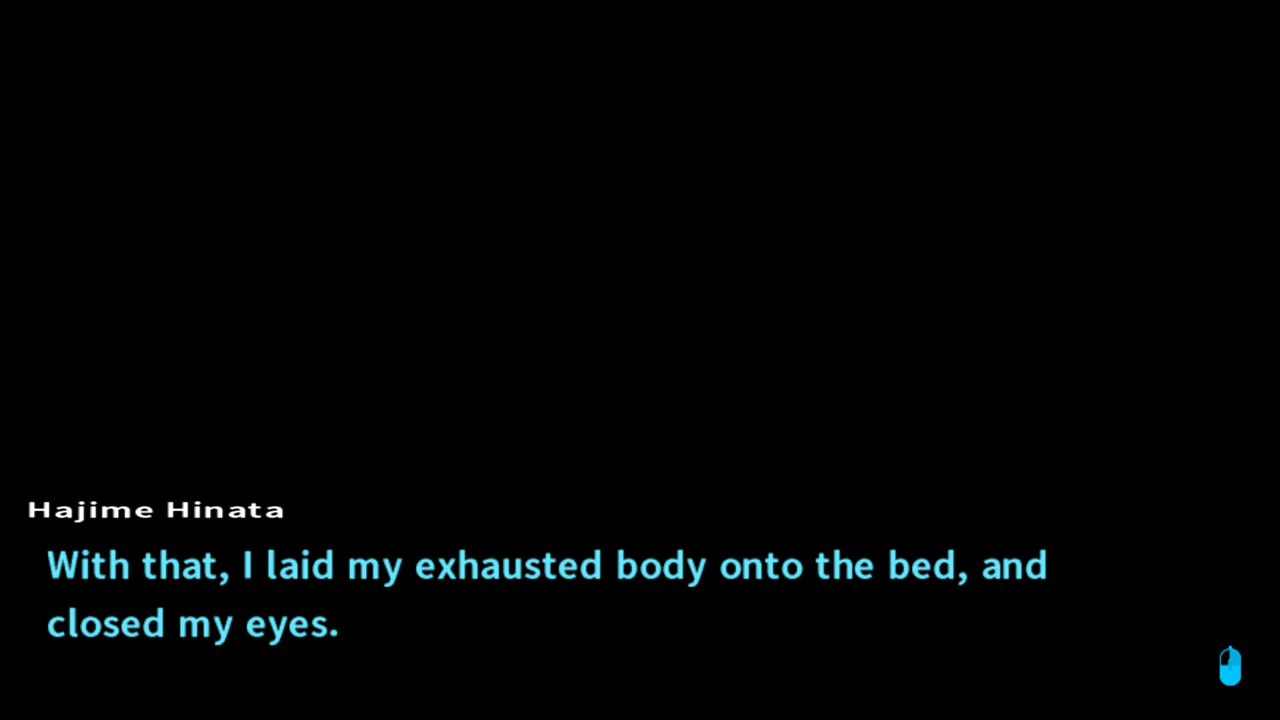 Hajime Hinata
With that, I laid my exhausted body onto the bed, and
closed my eyes.